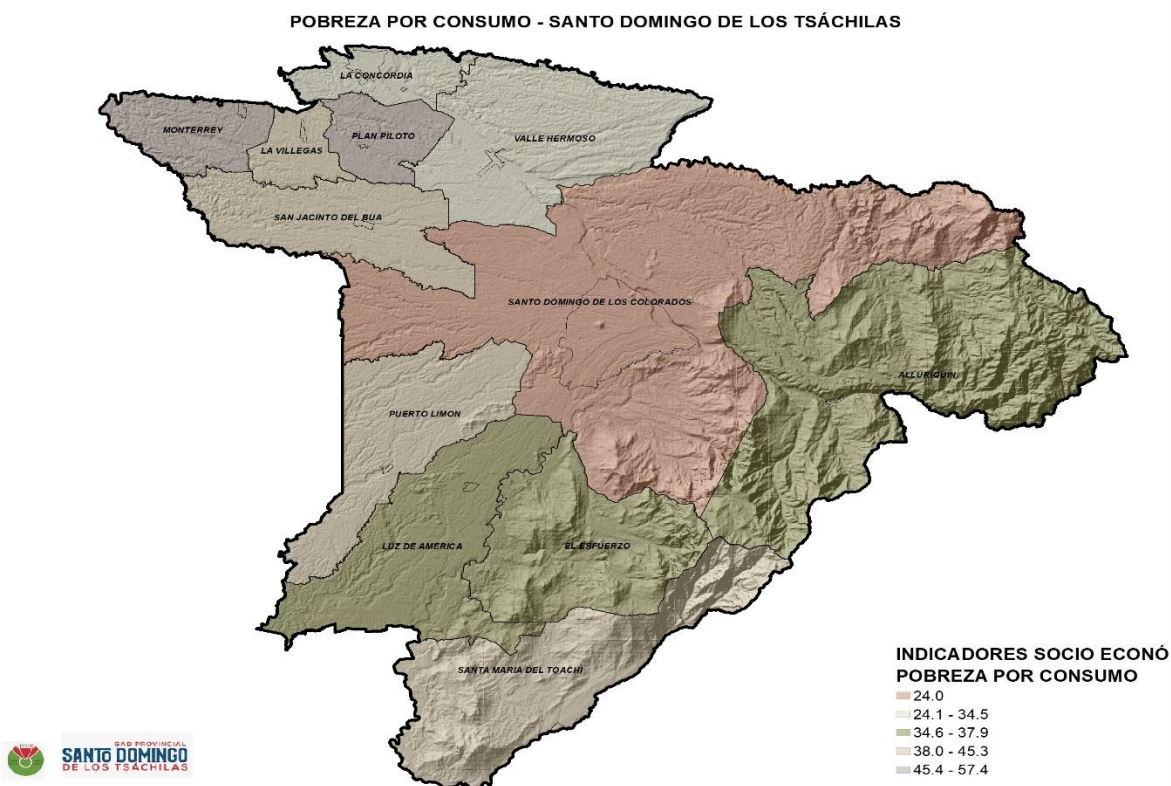 POBREZA POR CONSUMO - SANTO DOMINGO DE LOS TSÁCHILAS
LA CONCORDIA
MONTERREY
PLAN PILOTO
VALLE HERMOSO
LA VILLEGAS
SAN JACINTO DEL BUA
SANTO DOMINGO DE LOS COLORADOS
ALLURIQUIN
PUERTO LIMON
LUZ DE AMERICA
EL ESFUERZO
SANTA MARIA DEL TOACHI
INDICADORES SOCIO ECONÓ
POBREZA POR CONSUMO
24.0
24.1 - 34.5
34.6 - 37.9
38.0 - 45.3
45.4 - 57.4
GAD PROVINCIAL
SANTO DOMINGO
DE LOS TSÁCHILAS